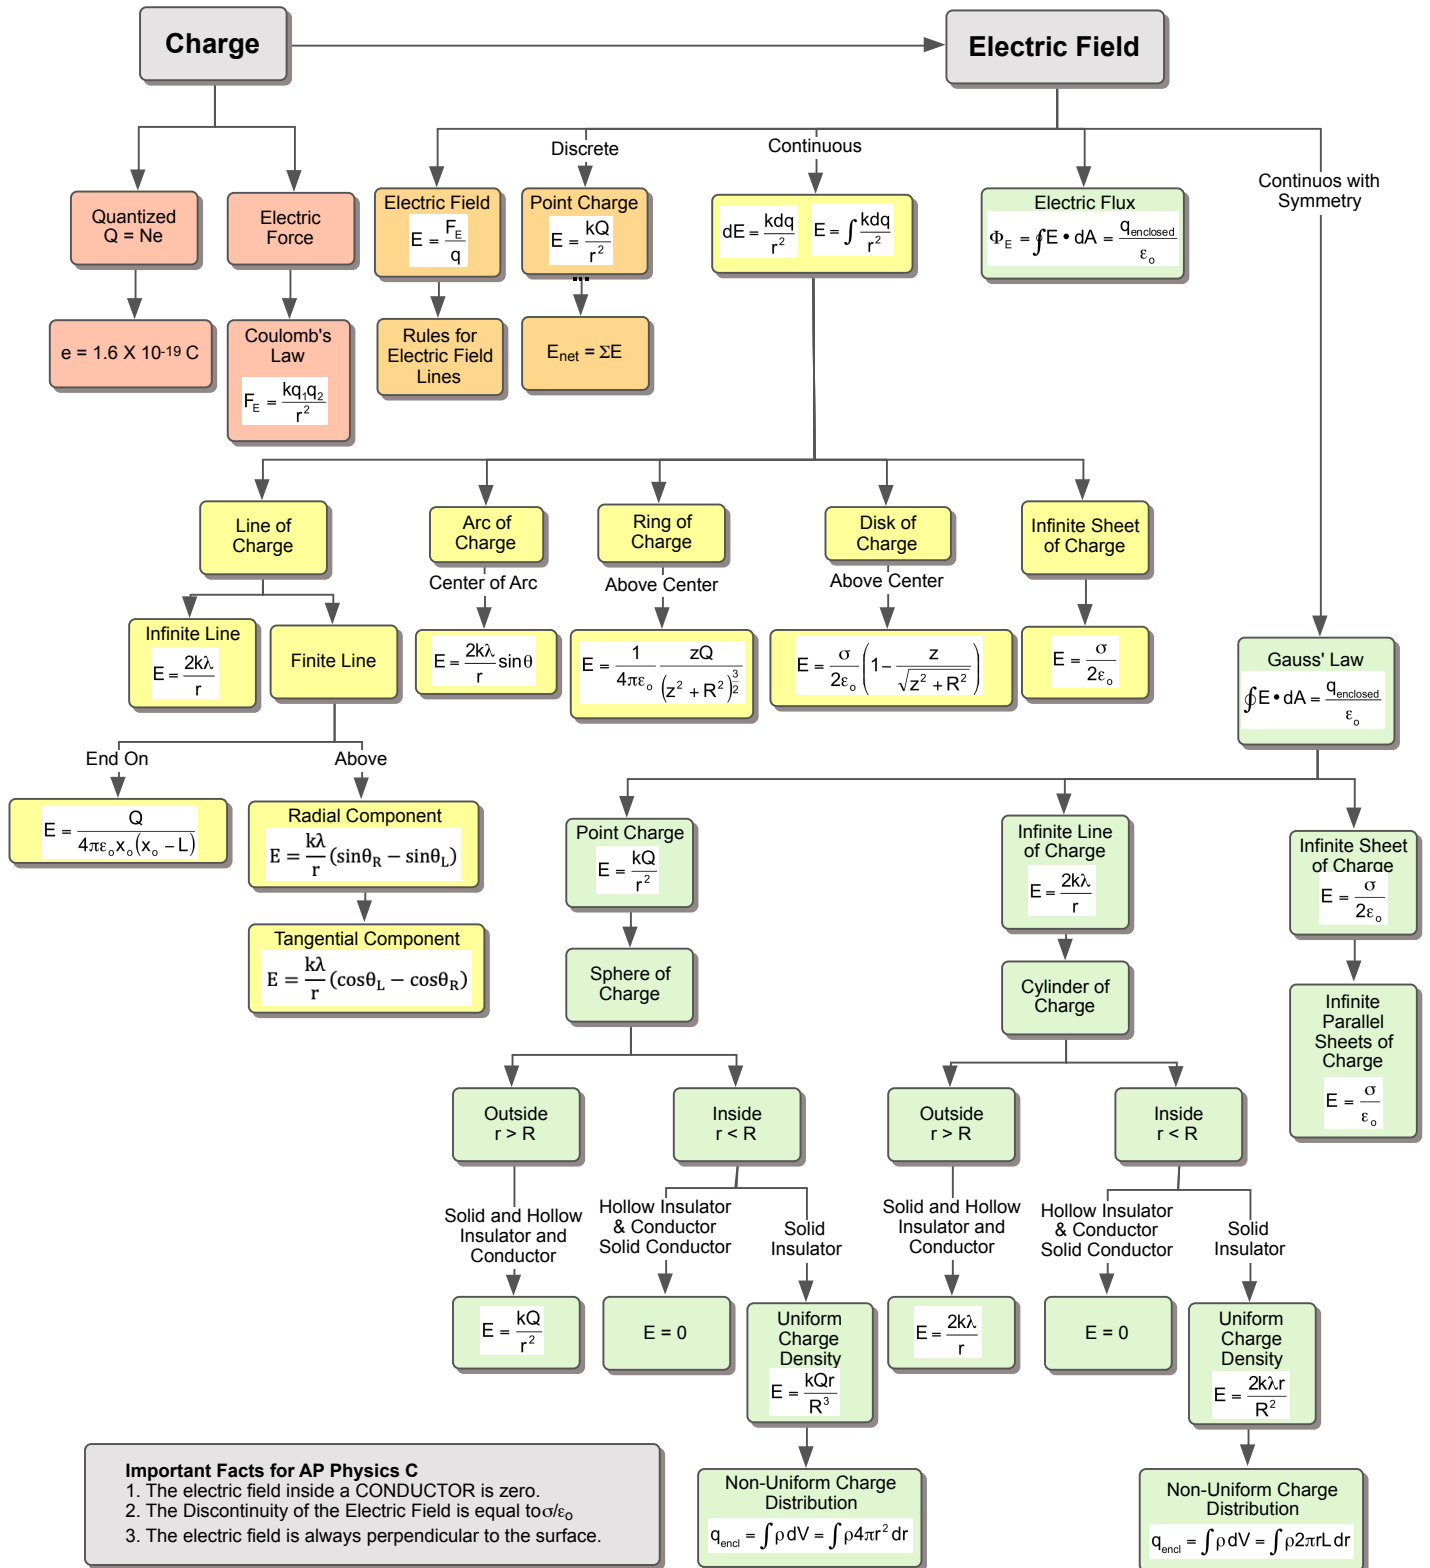 Charge
Electric Field
Discrete
Continuous
Continuos with
Symmetry
Quantized
Q = Ne
Electric
Force
Electric Field
E = F_E / q
Point Charge
E = kQ / r²
...
dE = kdq / r²   E = ∫ kdq / r²
Electric Flux
Φ_E = ∮E • dA = q_enclosed / ε_o
e = 1.6 X 10⁻¹⁹ C
Coulomb's
Law
F_E = kq₁q₂ / r²
Rules for
Electric Field
Lines
E_net = ΣE
Line of
Charge
Arc of
Charge
Ring of
Charge
Disk of
Charge
Infinite Sheet
of Charge
Center of Arc
Above Center
Above Center
Infinite Line
E = 2kλ / r
Finite Line
E = 2kλ / r sinθ
E = 1 / 4πε_o zQ / (z² + R²)^(3/2)
E = σ / 2ε_o (1 - z / √(z² + R²))
E = σ / 2ε_o
Gauss' Law
∮E • dA = q_enclosed / ε_o
End On
Above
E = Q / 4πε_o x_o (x_o – L)
Radial Component
E = kλ / r (sinθ_R − sinθ_L)
Tangential Component
E = kλ / r (cosθ_L − cosθ_R)
Point Charge
E = kQ / r²
Infinite Line
of Charge
E = 2kλ / r
Infinite Sheet
of Charge
E = σ / 2ε_o
Sphere of
Charge
Cylinder of
Charge
Infinite
Parallel
Sheets of
Charge
E = σ / ε_o
Outside
r > R
Inside
r < R
Outside
r > R
Inside
r < R
Solid and Hollow
Insulator and
Conductor
Hollow Insulator
& Conductor
Solid Conductor
Solid
Insulator
Solid and Hollow
Insulator and
Conductor
Hollow Insulator
& Conductor
Solid Conductor
Solid
Insulator
E = kQ / r²
E = 0
Uniform
Charge
Density
E = kQr / R³
E = 2kλ / r
E = 0
Uniform
Charge
Density
E = 2kλr / R²
Important Facts for AP Physics C
1. The electric field inside a CONDUCTOR is zero.
2. The Discontinuity of the Electric Field is equal toσ/ε_o
3. The electric field is always perpendicular to the surface.
Non-Uniform Charge
Distribution
q_encl = ∫ρ dV = ∫ρ4πr² dr
Non-Uniform Charge
Distribution
q_encl = ∫ρ dV = ∫ρ2πrL dr